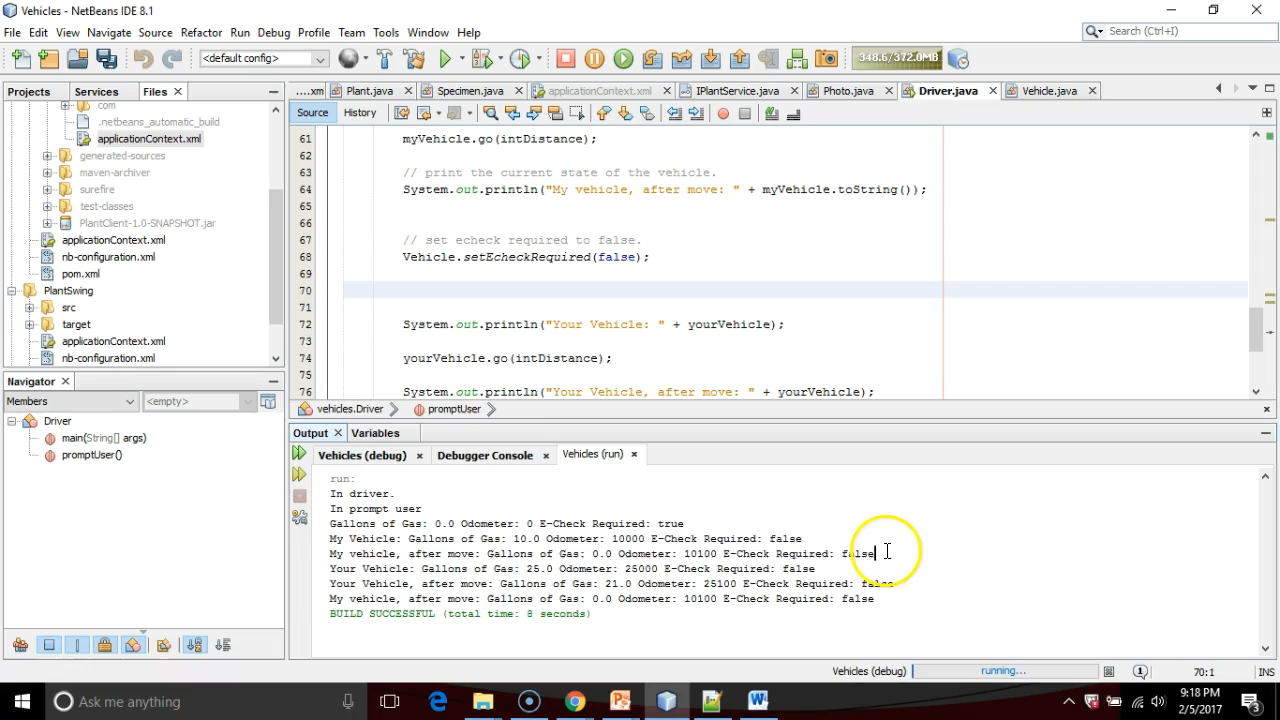 Vehicles - NetBeans IDE 8.1
File Edit View Navigate Source Refactor Run Debug Profile Team Tools Window Help
Search (Ctrl+I)
<default config>
348.6/372.0MB
Projects Services Files
...xml Plant.java Specimen.java applicationContext.xml IPlantService.java Photo.java Driver.java Vehicle.java
Source History
com
.netbeans_automatic_build
applicationContext.xml
generated-sources
maven-archiver
surefire
test-classes
PlantClient-1.0-SNAPSHOT.jar
applicationContext.xml
nb-configuration.xml
pom.xml
PlantSwing
src
target
applicationContext.xml
nb-configuration.xml
61 myVehicle.go(intDistance);
62
63 // print the current state of the vehicle.
64 System.out.println("My vehicle, after move: " + myVehicle.toString());
65
66
67 // set echeck required to false.
68 Vehicle.setEcheckRequired(false);
69
70
71
72 System.out.println("Your Vehicle: " + yourVehicle);
73
74 yourVehicle.go(intDistance);
75
76 System.out.println("Your Vehicle, after move: " + yourVehicle);
vehicles.Driver promptUser
Navigator
Members <empty>
Driver
main(String[] args)
promptUser()
Output Variables
Vehicles (debug) Debugger Console Vehicles (run)
run:
In driver.
In prompt user
Gallons of Gas: 0.0 Odometer: 0 E-Check Required: true
My Vehicle: Gallons of Gas: 10.0 Odometer: 10000 E-Check Required: false
My vehicle, after move: Gallons of Gas: 0.0 Odometer: 10100 E-Check Required: false
Your Vehicle: Gallons of Gas: 25.0 Odometer: 25000 E-Check Required: false
Your Vehicle, after move: Gallons of Gas: 21.0 Odometer: 25100 E-Check Required: false
My vehicle, after move: Gallons of Gas: 0.0 Odometer: 10100 E-Check Required: false
BUILD SUCCESSFUL (total time: 8 seconds)
Vehicles (debug) running... 1 70:1 INS
Ask me anything
9:18 PM
2/5/2017
3